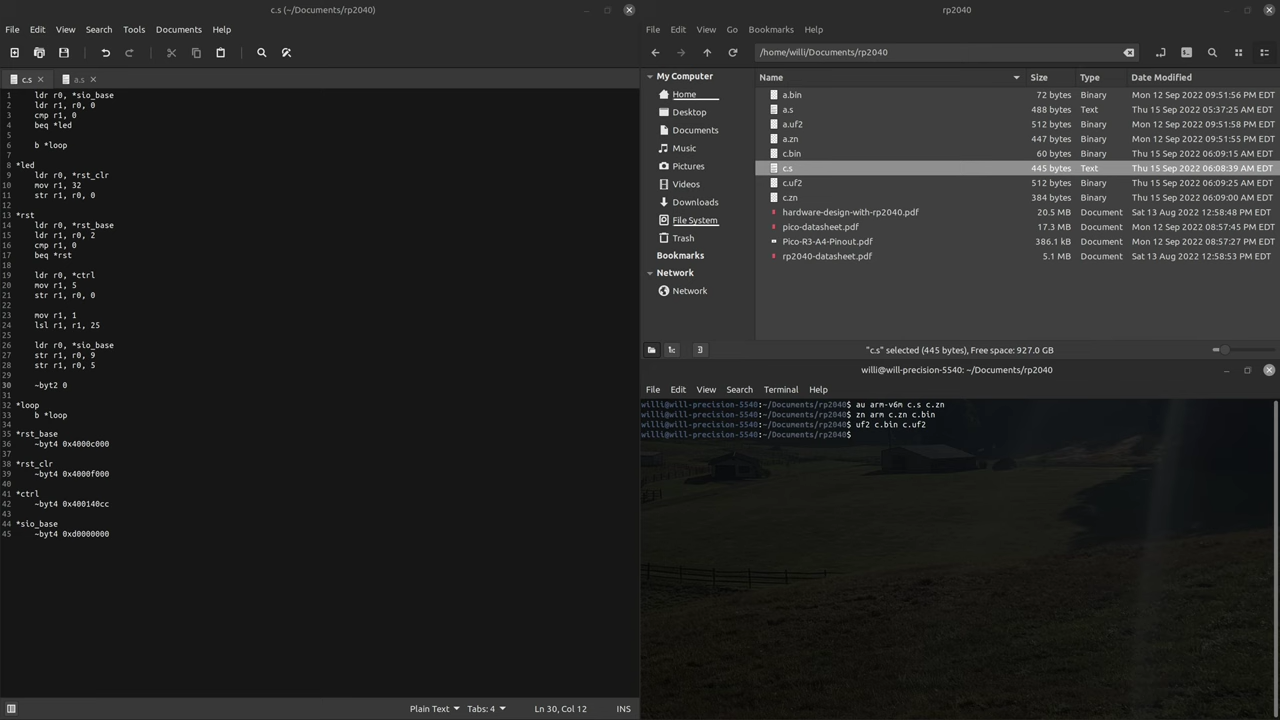 c.s (~/Documents/rp2040)
File Edit View Search Tools Documents Help
c.s a.s
1 ldr r0, *sio_base
2 ldr r1, r0, 0
3 cmp r1, 0
4 beq *led
5
6 b *loop
7
8 *led
9 ldr r0, *rst_clr
10 mov r1, 32
11 str r1, r0, 0
12
13 *rst
14 ldr r0, *rst_base
15 ldr r1, r0, 2
16 cmp r1, 0
17 beq *rst
18
19 ldr r0, *ctrl
20 mov r1, 5
21 str r1, r0, 0
22
23 mov r1, 1
24 lsl r1, r1, 25
25
26 ldr r0, *sio_base
27 str r1, r0, 9
28 str r1, r0, 5
29
30 ~byt2 0
31
32 *loop
33 b *loop
34
35 *rst_base
36 ~byt4 0x4000c000
37
38 *rst_clr
39 ~byt4 0x4000f000
40
41 *ctrl
42 ~byt4 0x400140cc
43
44 *sio_base
45 ~byt4 0xd0000000
Plain Text Tabs: 4 Ln 30, Col 12 INS
rp2040
File Edit View Go Bookmarks Help
/home/willi/Documents/rp2040
My Computer
Home
Desktop
Documents
Music
Pictures
Videos
Downloads
File System
Trash
Bookmarks
Network
Network
Name Size Type Date Modified
a.bin 72 bytes Binary Mon 12 Sep 2022 09:51:56 PM EDT
a.s 488 bytes Text Thu 15 Sep 2022 05:37:25 AM EDT
a.uf2 512 bytes Binary Mon 12 Sep 2022 09:51:58 PM EDT
a.zn 447 bytes Binary Mon 12 Sep 2022 09:51:55 PM EDT
c.bin 60 bytes Binary Thu 15 Sep 2022 06:09:15 AM EDT
c.s 445 bytes Text Thu 15 Sep 2022 06:08:39 AM EDT
c.uf2 512 bytes Binary Thu 15 Sep 2022 06:09:25 AM EDT
c.zn 384 bytes Binary Thu 15 Sep 2022 06:09:00 AM EDT
hardware-design-with-rp2040.pdf 20.5 MB Document Sat 13 Aug 2022 12:58:48 PM EDT
pico-datasheet.pdf 17.3 MB Document Mon 12 Sep 2022 08:57:45 PM EDT
Pico-R3-A4-Pinout.pdf 386.1 kB Document Mon 12 Sep 2022 08:57:27 PM EDT
rp2040-datasheet.pdf 5.1 MB Document Sat 13 Aug 2022 12:58:53 PM EDT
"c.s" selected (445 bytes), Free space: 927.0 GB
willi@will-precision-5540: ~/Documents/rp2040
File Edit View Search Terminal Help
willi@will-precision-5540:~/Documents/rp2040$ au arm-v6m c.s c.zn
willi@will-precision-5540:~/Documents/rp2040$ zn arm c.zn c.bin
willi@will-precision-5540:~/Documents/rp2040$ uf2 c.bin c.uf2
willi@will-precision-5540:~/Documents/rp2040$